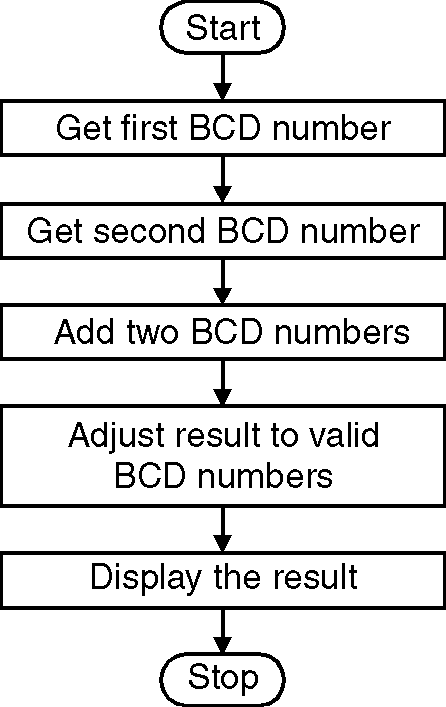 Start
Get first BCD number
Get second BCD number
Add two BCD numbers
Adjust result to valid
BCD numbers
Display the result
Stop